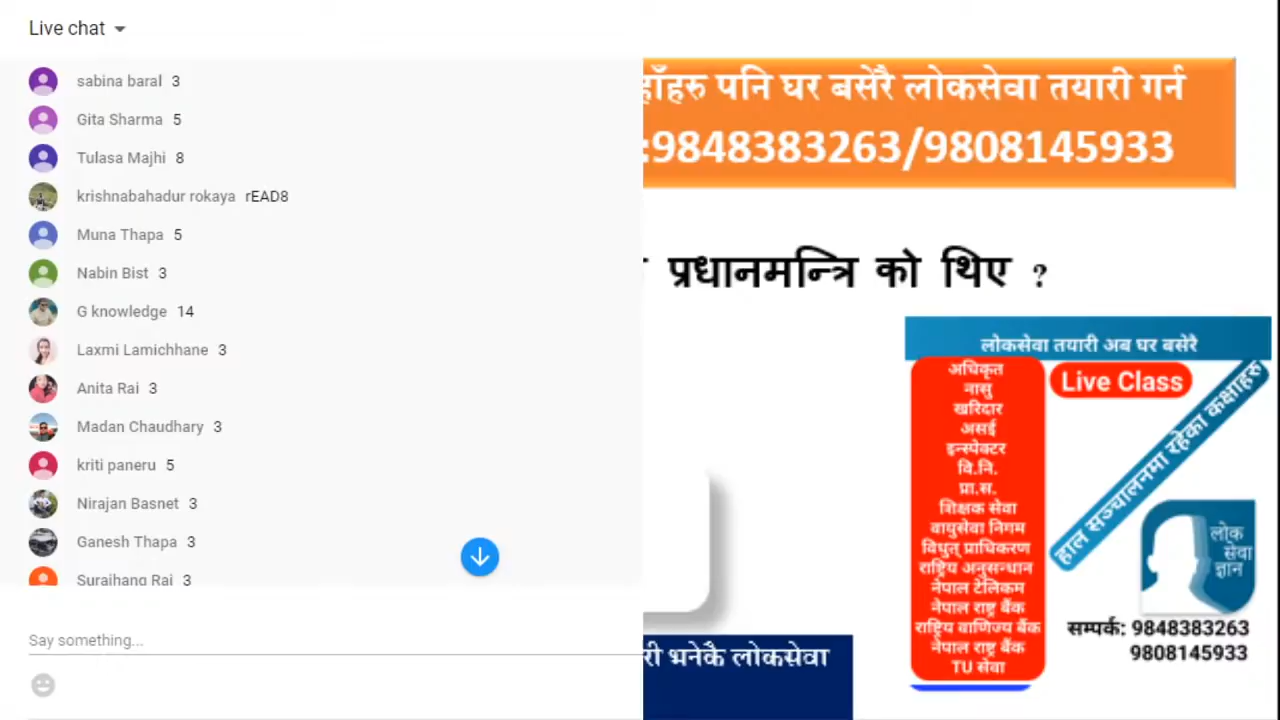 Live chat
sabina baral 3
Gita Sharma 5
Tulasa Majhi 8
krishnabahadur rokaya rEAD8
Muna Thapa 5
Nabin Bist 3
G knowledge 14
Laxmi Lamichhane 3
Anita Rai 3
Madan Chaudhary 3
kriti paneru 5
Nirajan Basnet 3
Ganesh Thapa 3
Suraihang Rai 3
Say something...
पनि घर बसेरै लोकसेवा तयारी गर्न
:9848383263/9808145933
प्रधानमन्त्रि को थिए ?
लोकसेवा तयारी अब घर बसेरै
अधिकृत
नासु
खरिदार
असई
इन्स्पेक्टर
वि.नि.
प्रा.स.
शिक्षक सेवा
वायुसेवा निगम
विधुत् प्राधिकरण
राष्ट्रिय अनुसन्धान
नेपाल टेलिकम
नेपाल राष्ट्र बैंक
राष्ट्रिय वाणिज्य बैंक
नेपाल राष्ट्र बैंक
TU सेवा
Live Class
हाल सञ्चालनमा रहेका कक्षाहरु
लोक
सेवा
ज्ञान
सम्पर्क: 9848383263
9808145933
भनेकै लोकसेवा